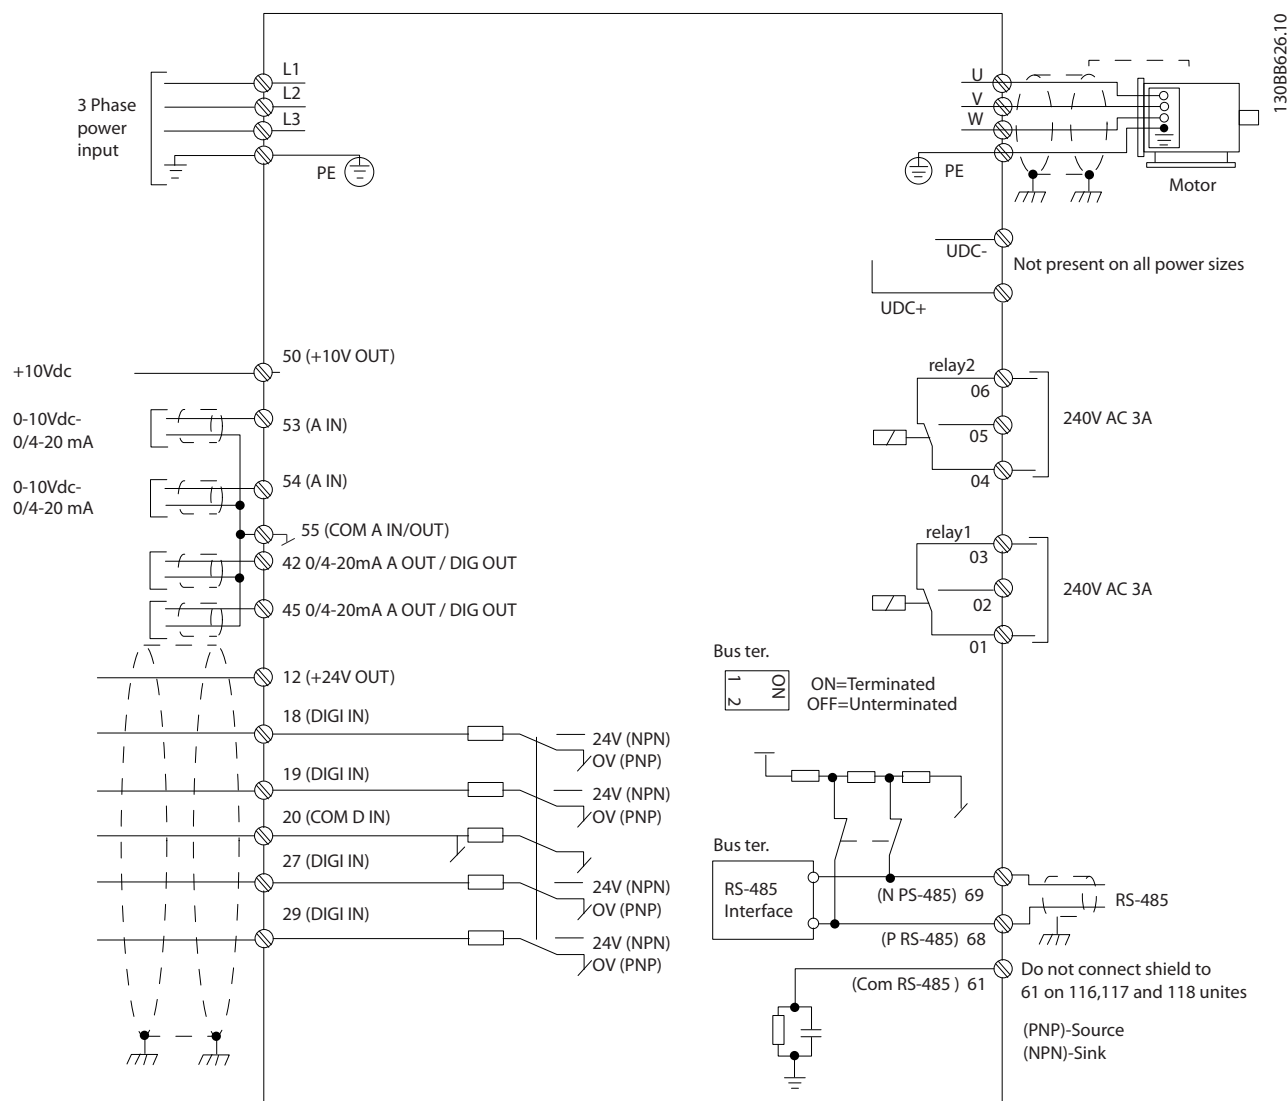 130BB626.10
L1
L2
L3
3 Phase
power
input
PE
U
V
W
PE
Motor
UDC-
Not present on all power sizes
UDC+
50 (+10V OUT)
+10Vdc
0-10Vdc-
0/4-20 mA
53 (A IN)
0-10Vdc-
0/4-20 mA
54 (A IN)
55 (COM A IN/OUT)
42 0/4-20mA A OUT / DIG OUT
45 0/4-20mA A OUT / DIG OUT
relay2
06
05
04
240V AC 3A
relay1
03
02
01
240V AC 3A
12 (+24V OUT)
18 (DIGI IN)
24V (NPN)
OV (PNP)
19 (DIGI IN)
24V (NPN)
OV (PNP)
20 (COM D IN)
27 (DIGI IN)
24V (NPN)
OV (PNP)
29 (DIGI IN)
24V (NPN)
OV (PNP)
Bus ter.
1
2
ON
ON=Terminated
OFF=Unterminated
Bus ter.
RS-485
Interface
(N PS-485) 69
RS-485
(P RS-485) 68
(Com RS-485 ) 61
Do not connect shield to
61 on 116,117 and 118 unites
(PNP)-Source
(NPN)-Sink